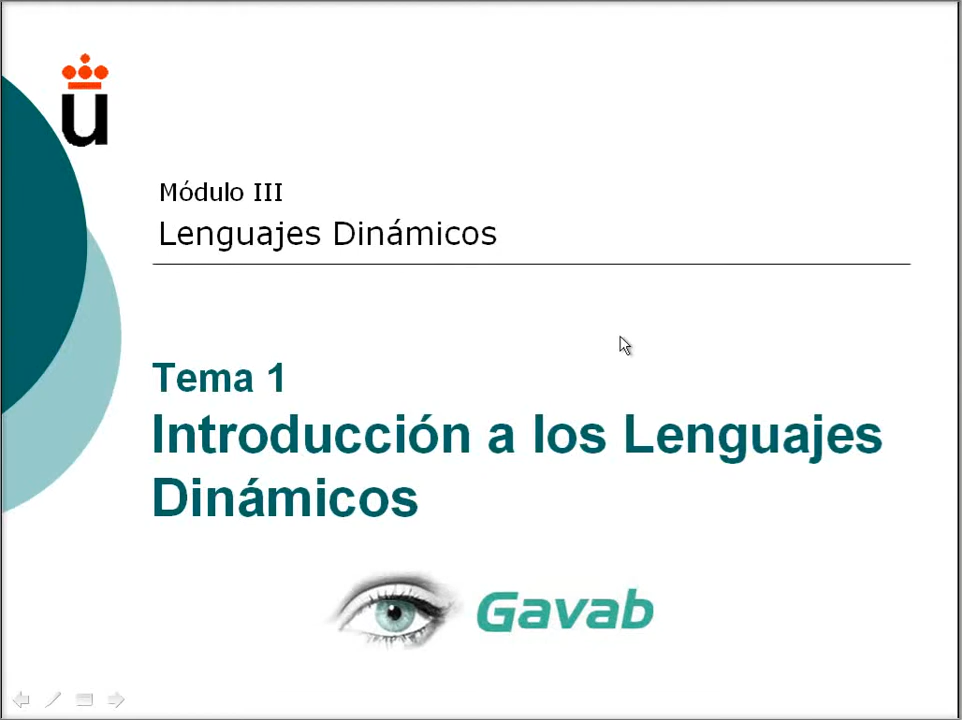 u
Módulo III
Lenguajes Dinámicos
Tema 1
Introducción a los Lenguajes
Dinámicos
Gavab